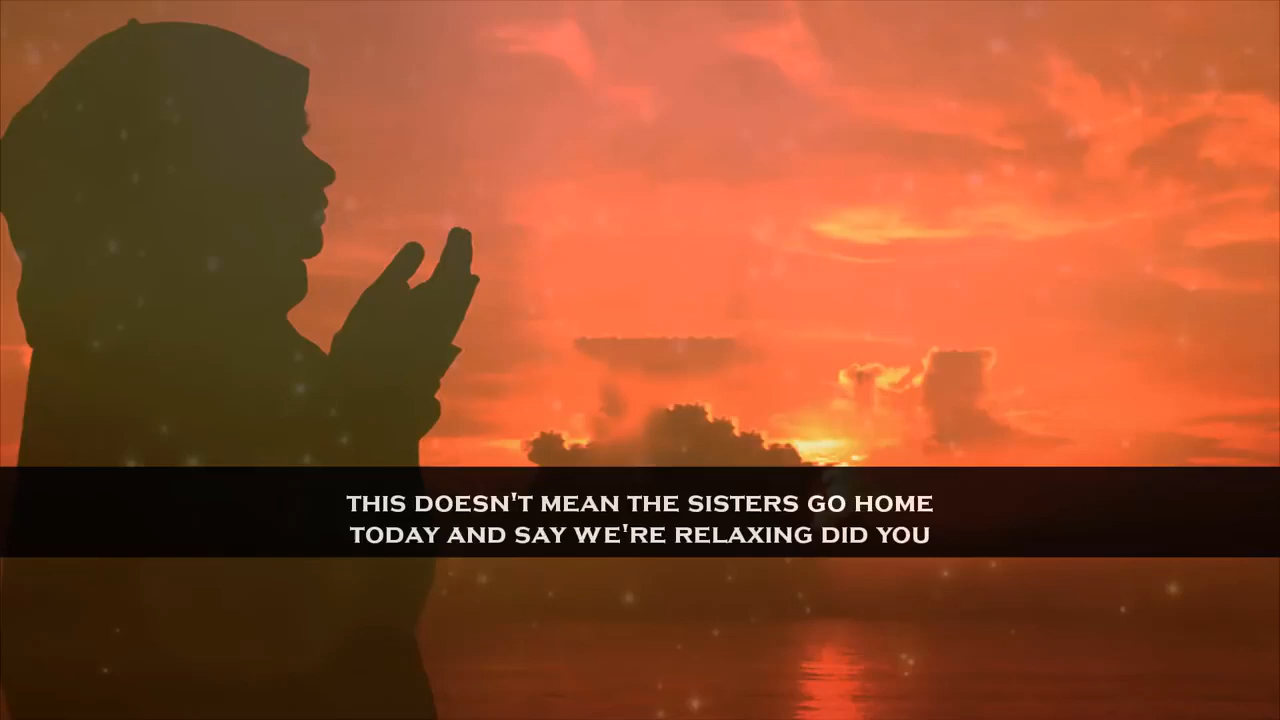 THIS DOESN'T MEAN THE SISTERS GO HOME
TODAY AND SAY WE'RE RELAXING DID YOU